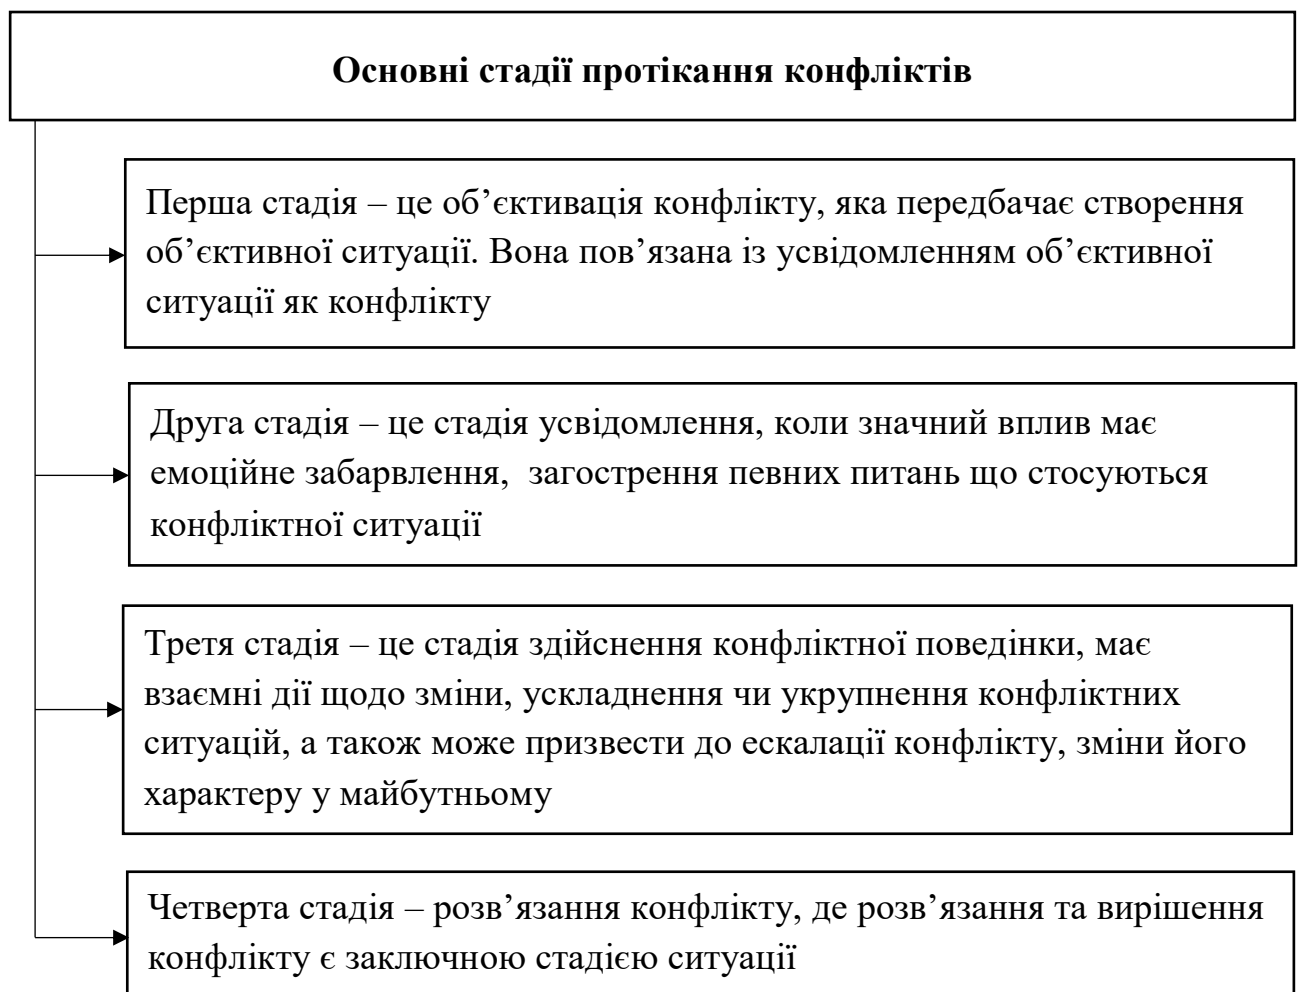 Основні стадії протікання конфліктів
Перша стадія – це об’єктивація конфлікту, яка передбачає створення
об’єктивної ситуації. Вона пов’язана із усвідомленням об’єктивної
ситуації як конфлікту
Друга стадія – це стадія усвідомлення, коли значний вплив має
емоційне забарвлення,  загострення певних питань що стосуються
конфліктної ситуації
Третя стадія – це стадія здійснення конфліктної поведінки, має
взаємні дії щодо зміни, ускладнення чи укрупнення конфліктних
ситуацій, а також може призвести до ескалації конфлікту, зміни його
характеру у майбутньому
Четверта стадія – розв’язання конфлікту, де розв’язання та вирішення
конфлікту є заключною стадією ситуації